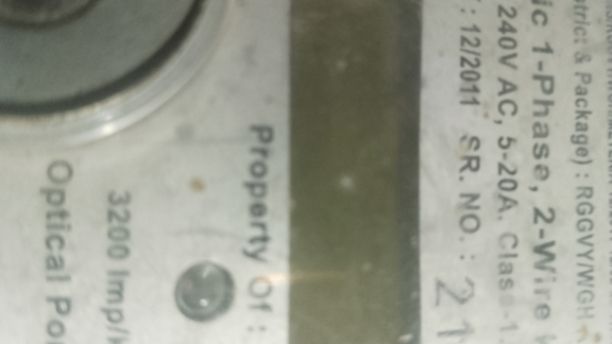 trict & Package) : RGGVY/WGH
ic 1-Phase, 2-Wire
240V AC, 5-20A. Class-1.
: 12/2011 SR. NO. : 21
Property Of :
3200 Imp/k
Optical Po